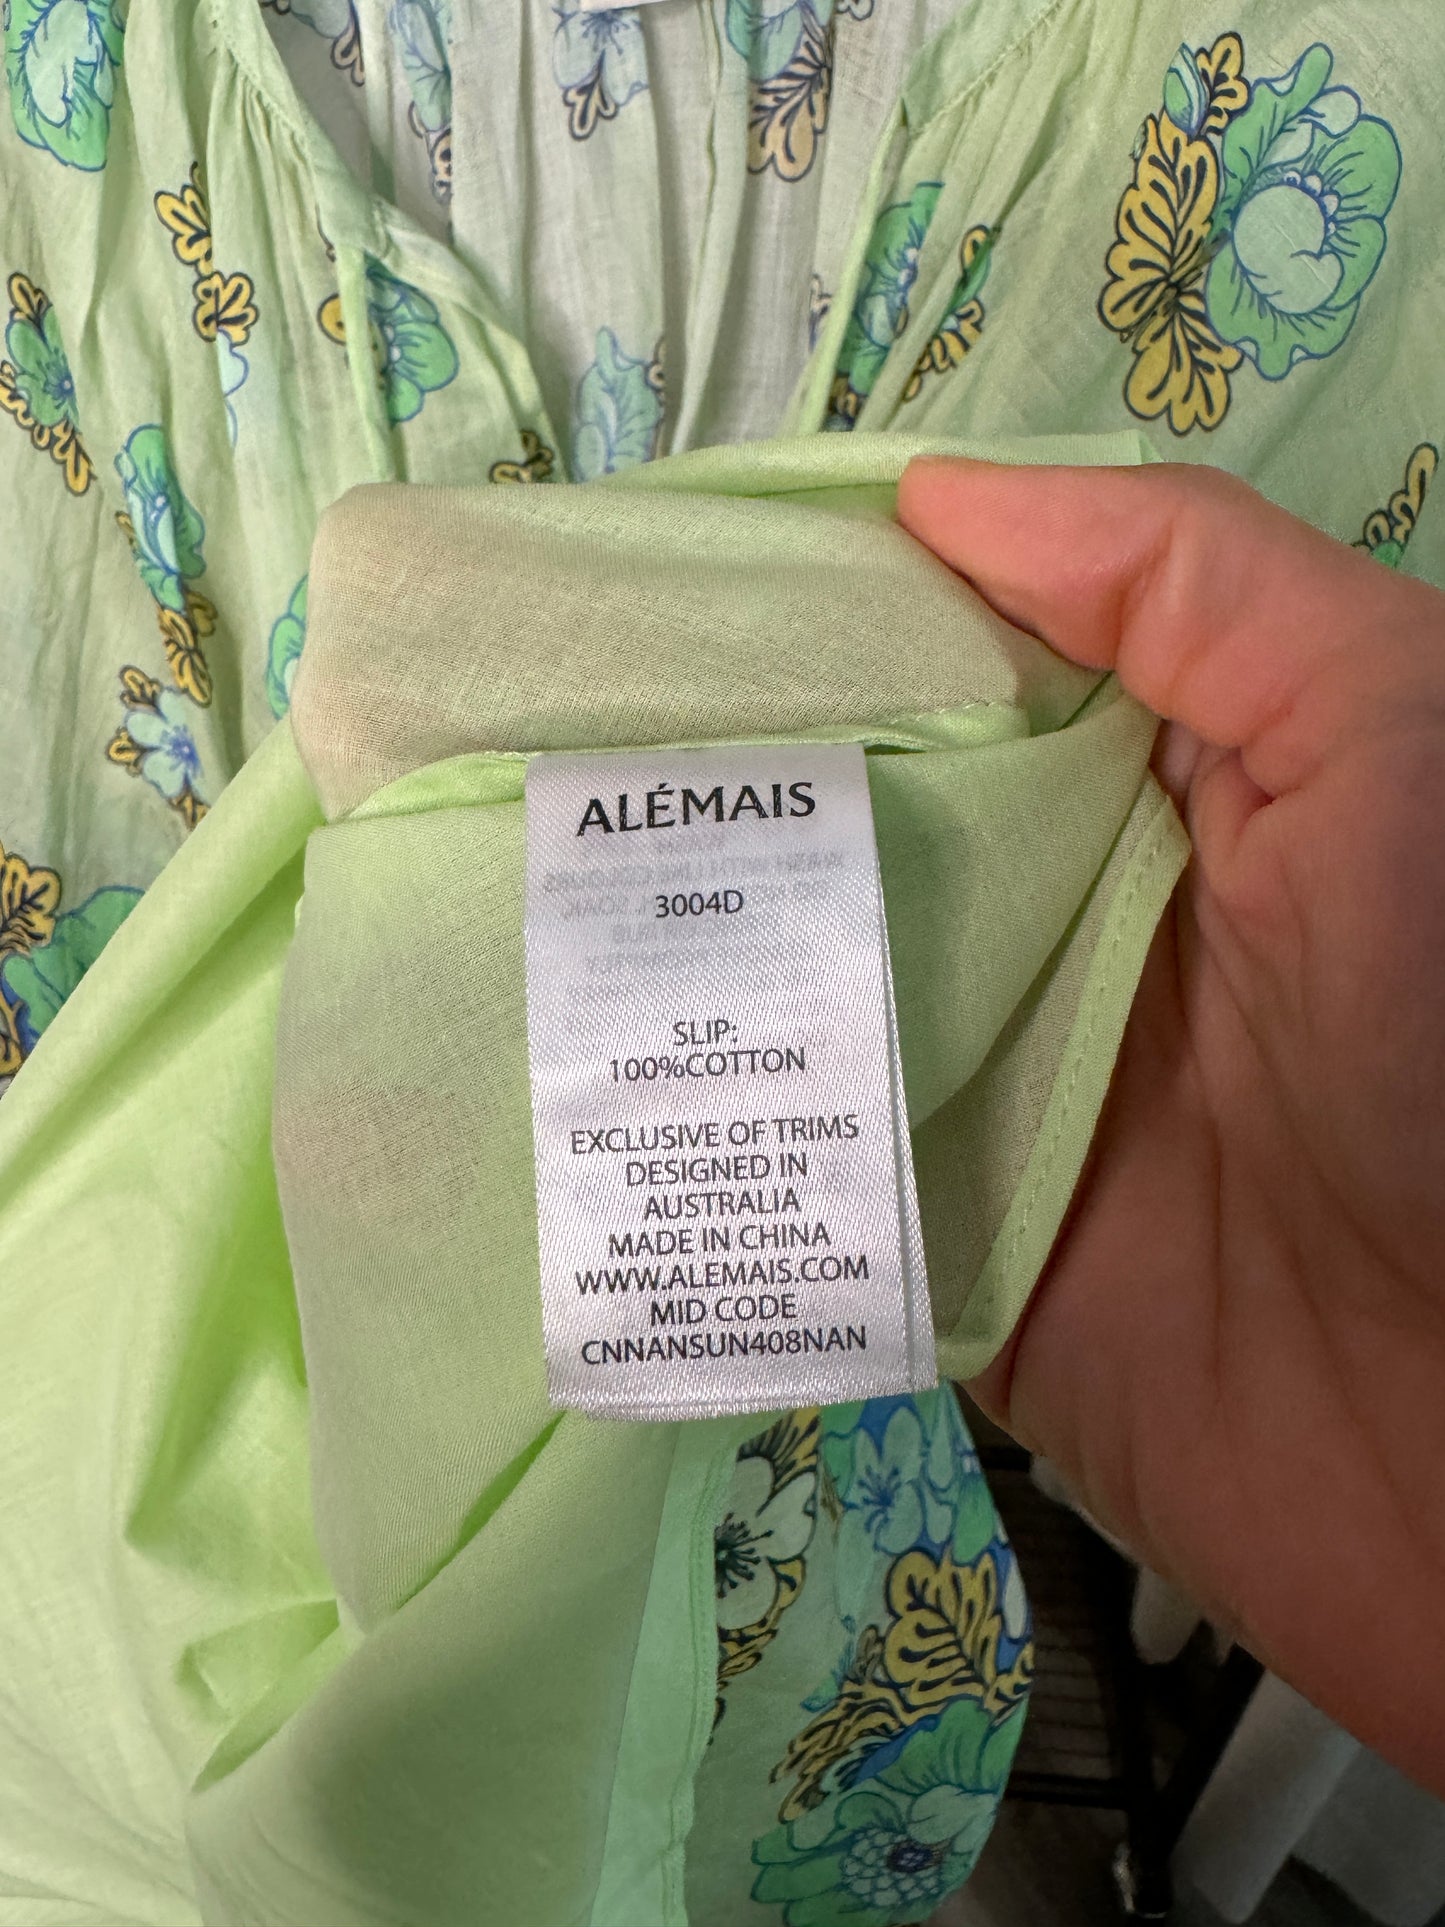 ALÉMAIS
3004D
SLIP:
100%COTTON
EXCLUSIVE OF TRIMS
DESIGNED IN
AUSTRALIA
MADE IN CHINA
WWW.ALEMAIS.COM
MID CODE
CNNANSUN408NAN